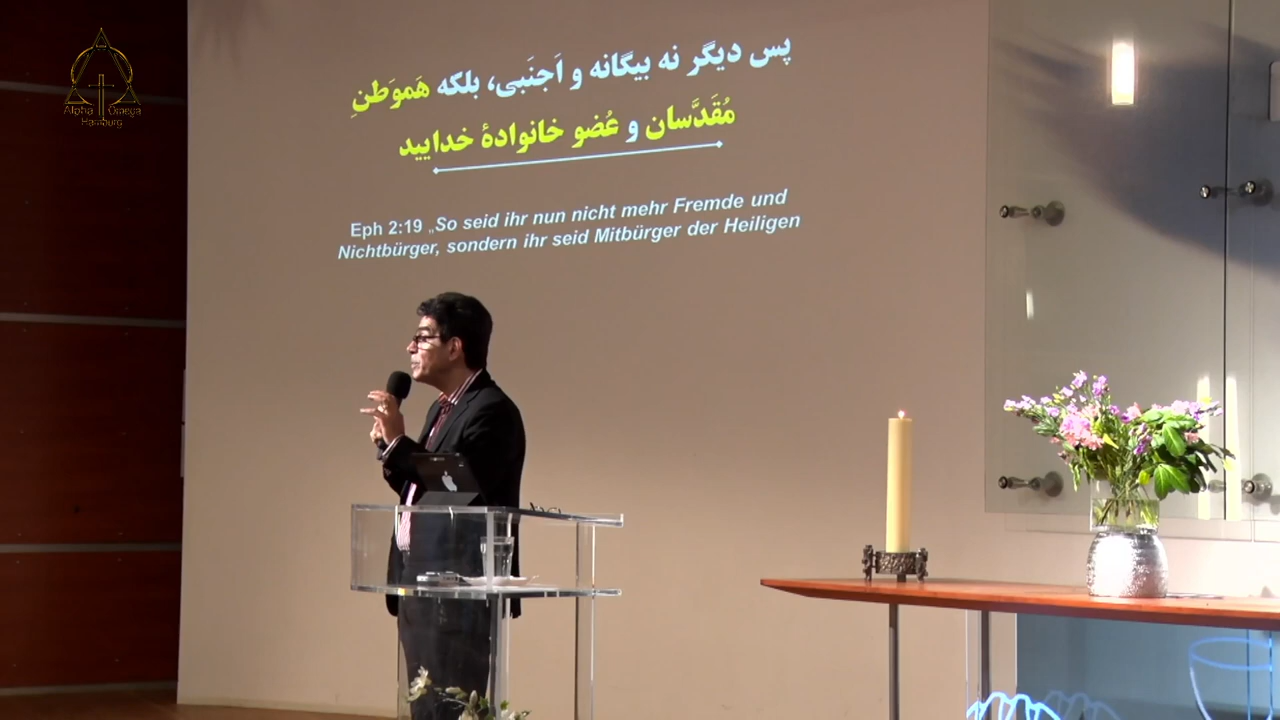 Alpha Omega
Hamburg
پس دیگر نه بیگانه و اَجنَبی، بلکه هَموَطنِ
مُقَدَّسان و عُضو خانوادهٔ خدایید
Eph 2:19 „So seid ihr nun nicht mehr Fremde und
Nichtbürger, sondern ihr seid Mitbürger der Heiligen